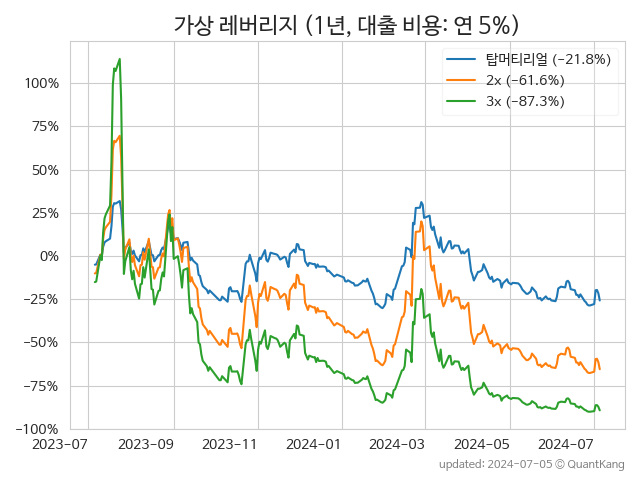 가상 레버리지 (1년, 대출 비용: 연 5%)
탑머티리얼 (−21.8%)
2x (−61.6%)
3x (−87.3%)
100%
75%
50%
25%
0%
−25%
−50%
−75%
−100%
2023-07 2023-09 2023-11 2024-01 2024-03 2024-05 2024-07
updated: 2024-07-05 © QuantKang